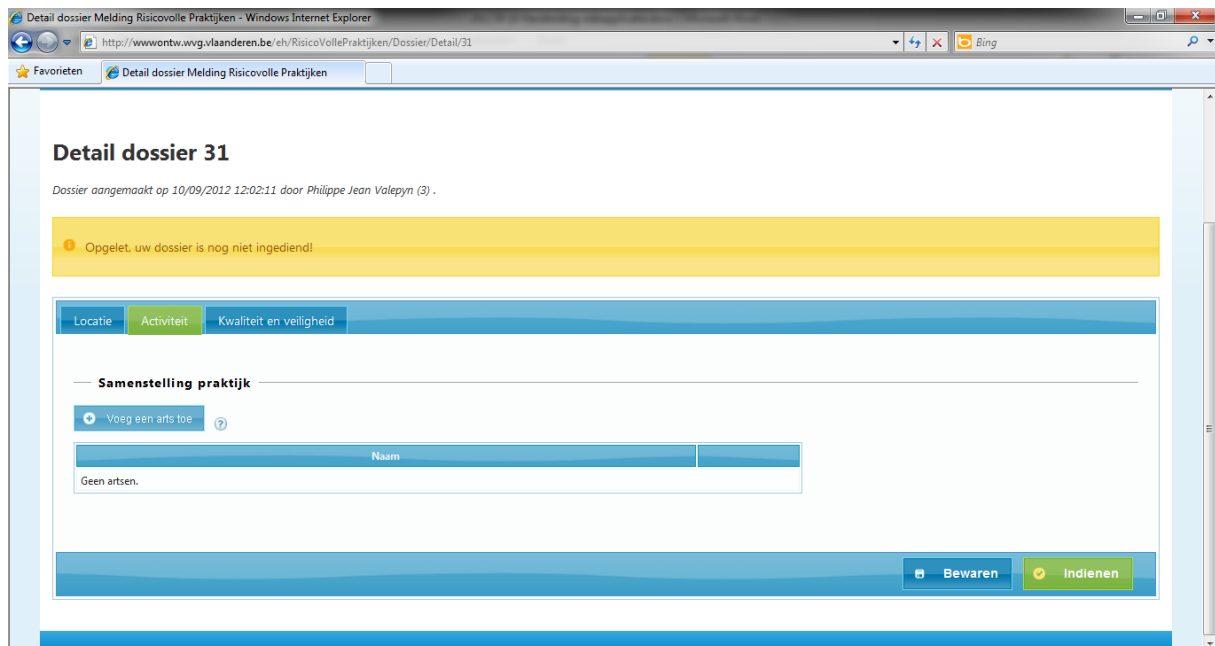 Detail dossier Melding Risicovolle Praktijken - Windows Internet Explorer
http://wwwontw.wvg.vlaanderen.be/eh/RisicoVollePraktijken/Dossier/Detail/31
Bing
Favorieten
Detail dossier Melding Risicovolle Praktijken
Detail dossier 31
Dossier aangemaakt op 10/09/2012 12:02:11 door Philippe Jean Valepyn (3) .
Opgelet, uw dossier is nog niet ingediend!
Locatie
Activiteit
Kwaliteit en veiligheid
Samenstelling praktijk
Voeg een arts toe
?
Naam
Geen artsen.
Bewaren
Indienen